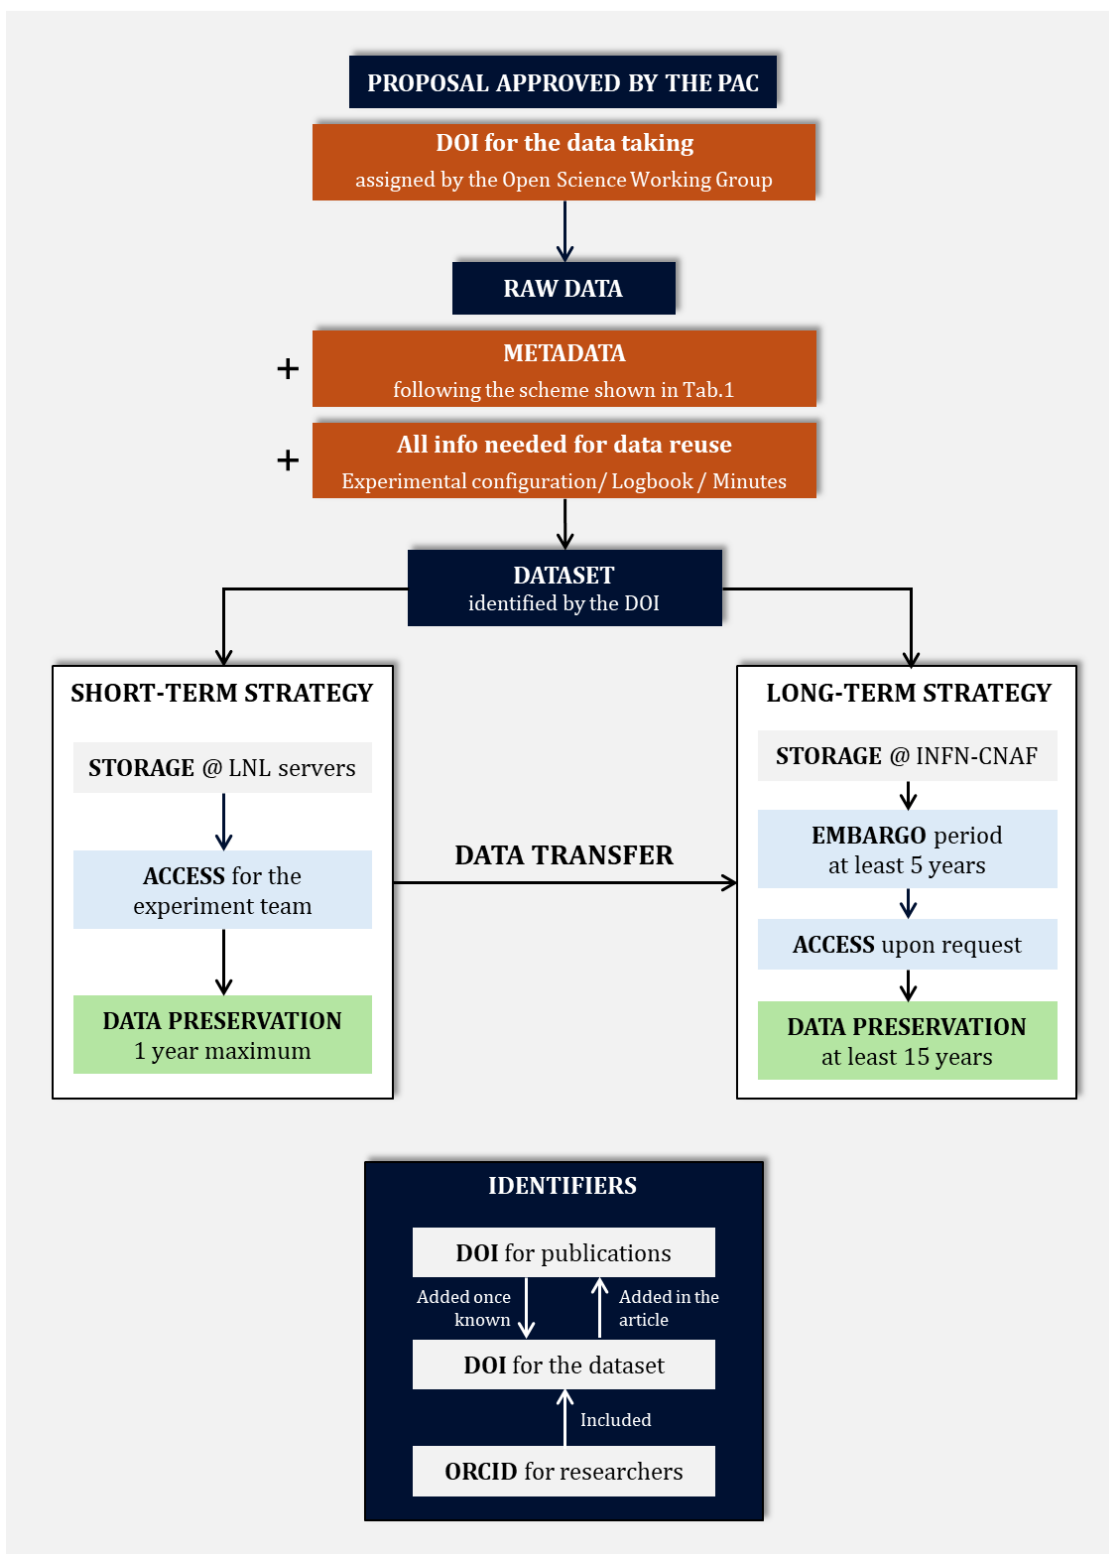 PROPOSAL APPROVED BY THE PAC
DOI for the data taking
assigned by the Open Science Working Group
RAW DATA
+
METADATA
following the scheme shown in Tab.1
+
All info needed for data reuse
Experimental configuration/ Logbook / Minutes
DATASET
identified by the DOI
SHORT-TERM STRATEGY
STORAGE @ LNL servers
ACCESS for the
experiment team
DATA PRESERVATION
1 year maximum
DATA TRANSFER
LONG-TERM STRATEGY
STORAGE @ INFN-CNAF
EMBARGO period
at least 5 years
ACCESS upon request
DATA PRESERVATION
at least 15 years
IDENTIFIERS
DOI for publications
Added once
known
Added in the
article
DOI for the dataset
Included
ORCID for researchers